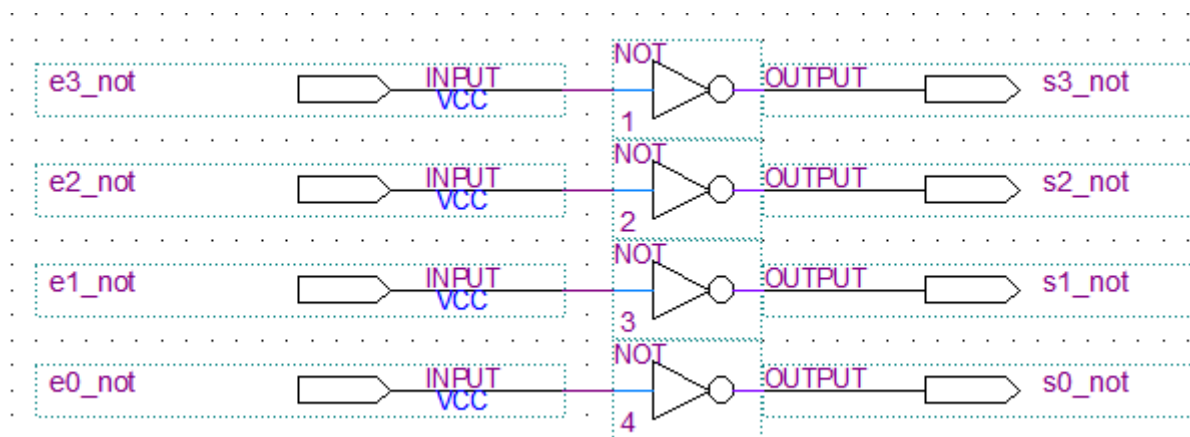 NOT
e3_not INPUT OUTPUT s3_not
VCC
1
NOT
e2_not INPUT OUTPUT s2_not
VCC
2
NOT
e1_not INPUT OUTPUT s1_not
VCC
3
NOT
e0_not INPUT OUTPUT s0_not
VCC
4